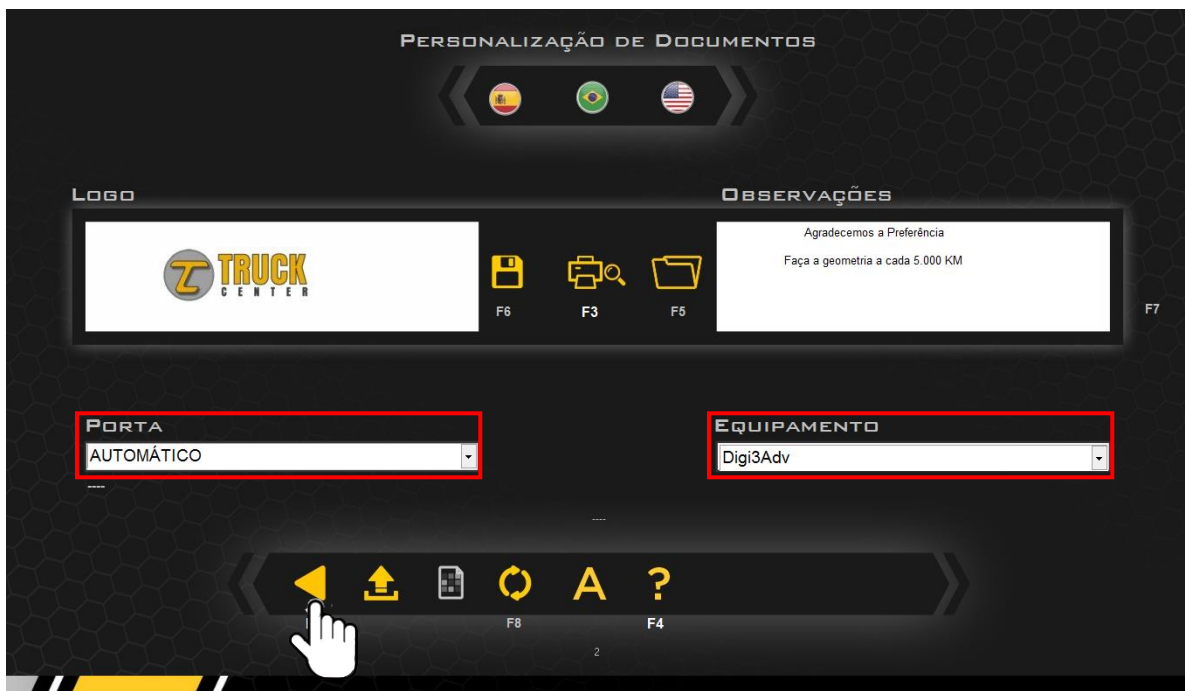 Personalização de Documentos
Logo
Observações
TRUCK
CENTER
Agradecemos a Preferência
Faça a geometria a cada 5.000 KM
F6
F3
F5
F7
Porta
Equipamento
AUTOMÁTICO
Digi3Adv
----
----
A
?
F8
F4
2